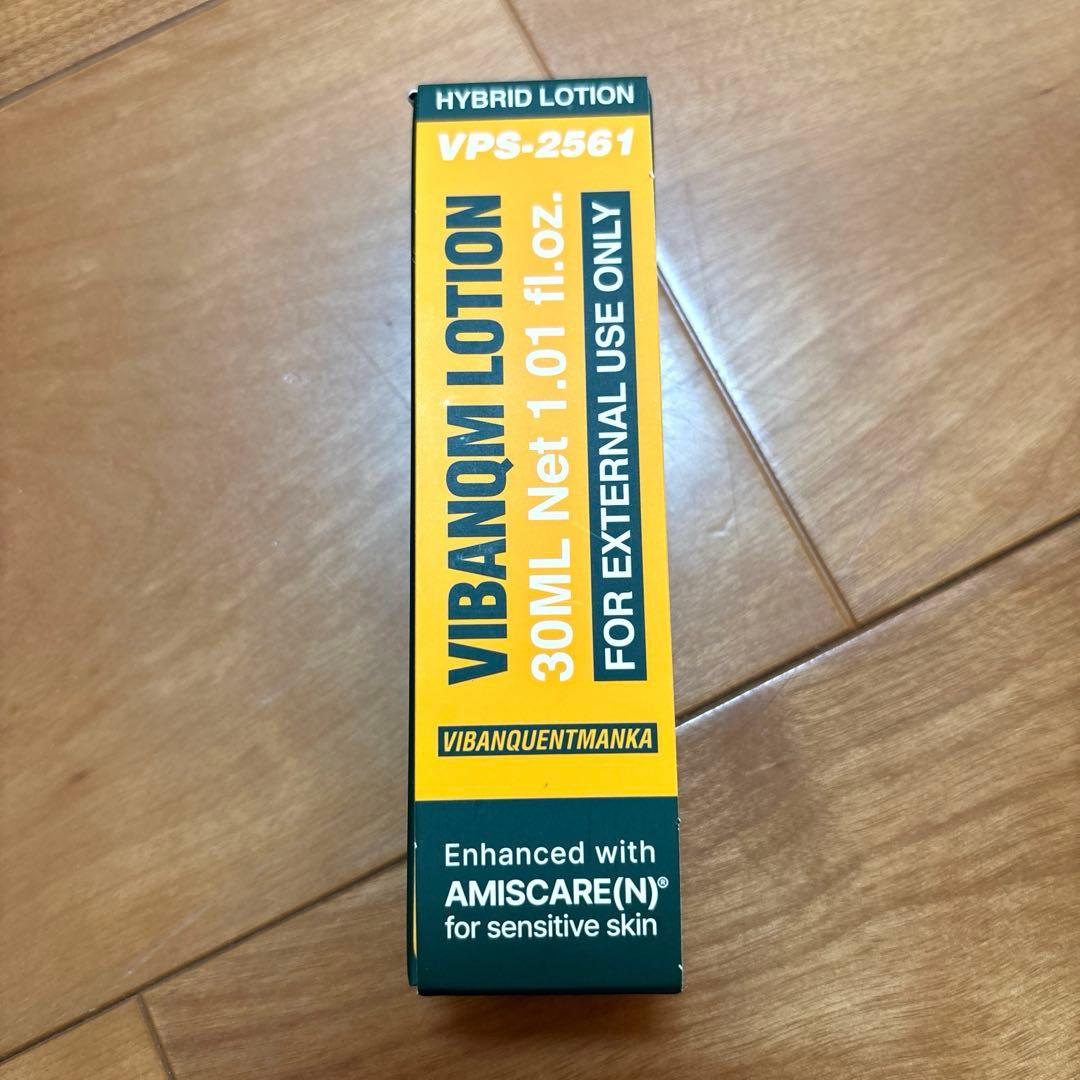 HYBRID LOTION
VPS-2561
VIBANQM LOTION
30ML Net 1.01 fl.oz.
FOR EXTERNAL USE ONLY
VIBANQUENTMANKA
Enhanced with
AMISCARE(N)®
for sensitive skin